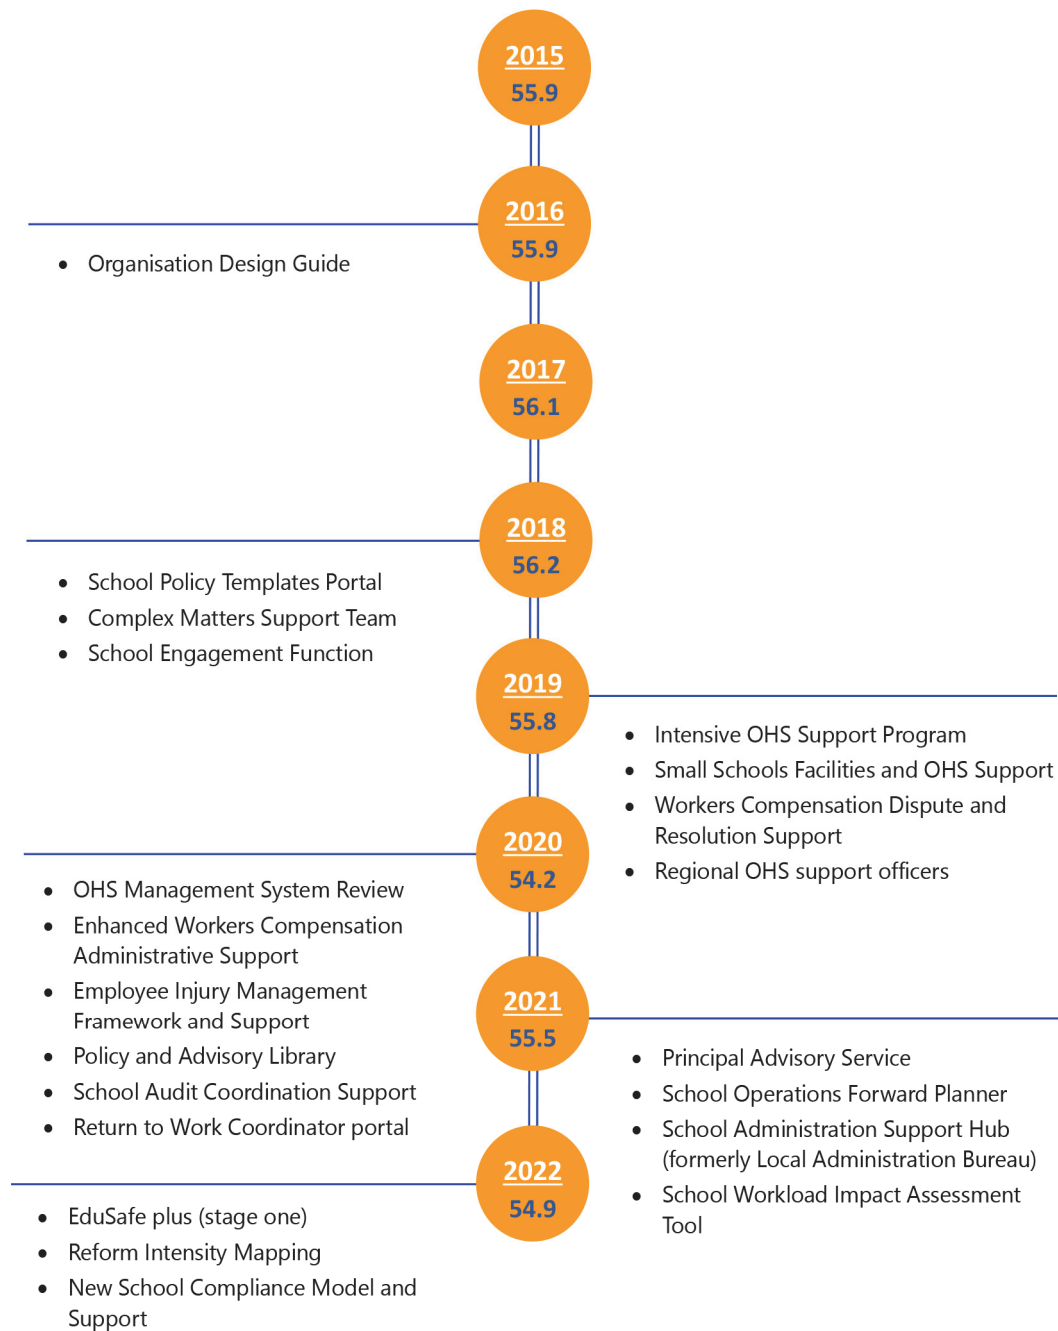 2015
55.9
2016
55.9
• Organisation Design Guide
2017
56.1
2018
56.2
• School Policy Templates Portal
• Complex Matters Support Team
• School Engagement Function
2019
55.8
• Intensive OHS Support Program
• Small Schools Facilities and OHS Support
• Workers Compensation Dispute and
Resolution Support
• Regional OHS support officers
2020
54.2
• OHS Management System Review
• Enhanced Workers Compensation
Administrative Support
• Employee Injury Management
Framework and Support
• Policy and Advisory Library
• School Audit Coordination Support
• Return to Work Coordinator portal
2021
55.5
• Principal Advisory Service
• School Operations Forward Planner
• School Administration Support Hub
(formerly Local Administration Bureau)
• School Workload Impact Assessment
Tool
2022
54.9
• EduSafe plus (stage one)
• Reform Intensity Mapping
• New School Compliance Model and
Support